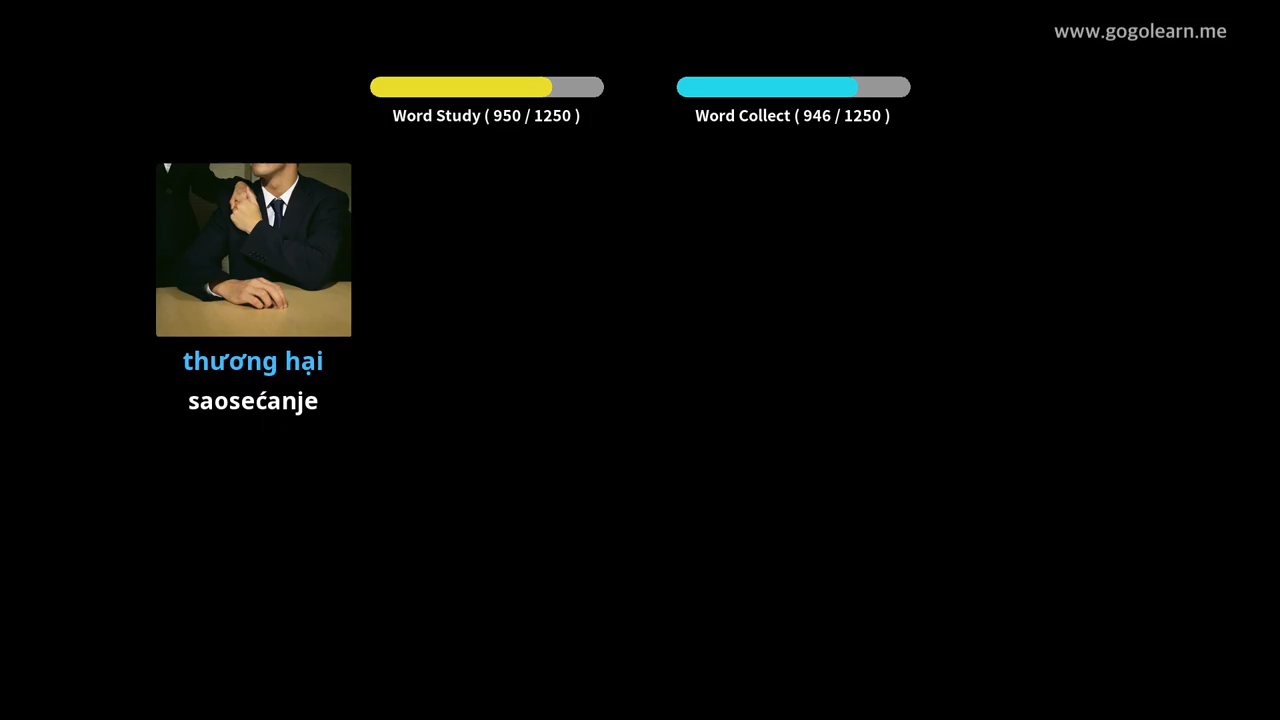 www.gogolearn.me
Word Study ( 950 / 1250 )
Word Collect ( 946 / 1250 )
thương hại
saosećanje